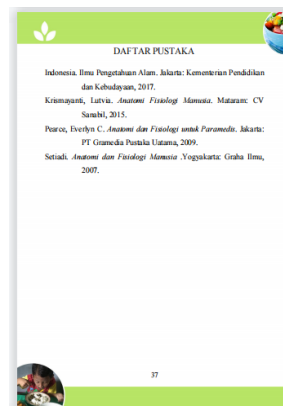 DAFTAR PUSTAKA
Indonesia. Ilmu Pengetahuan Alam. Jakarta: Kementerian Pendidikan
dan Kebudayaan, 2017.
Krismayanti, Lutvia. Anatomi Fisiologi Manusia. Mataram: CV
Sanabil, 2015.
Pearce, Everlyn C. Anatomi dan Fisiologi untuk Paramedis. Jakarta:
PT Gramedia Pustaka Uatama, 2009.
Setiadi. Anatomi dan Fisiologi Manusia .Yogyakarta: Graha Ilmu,
2007.
37